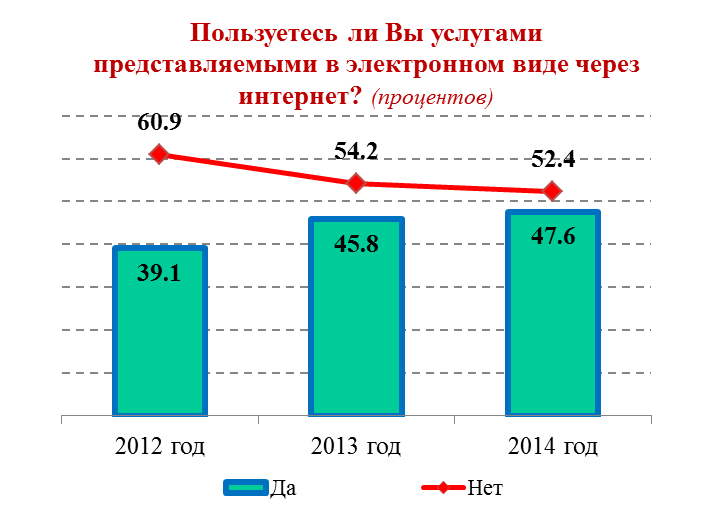 Пользуетесь ли Вы услугами
представляемыми в электронном виде через
интернет? (процентов)
60.9
54.2
52.4
39.1
45.8
47.6
2012 год
2013 год
2014 год
Да
Нет